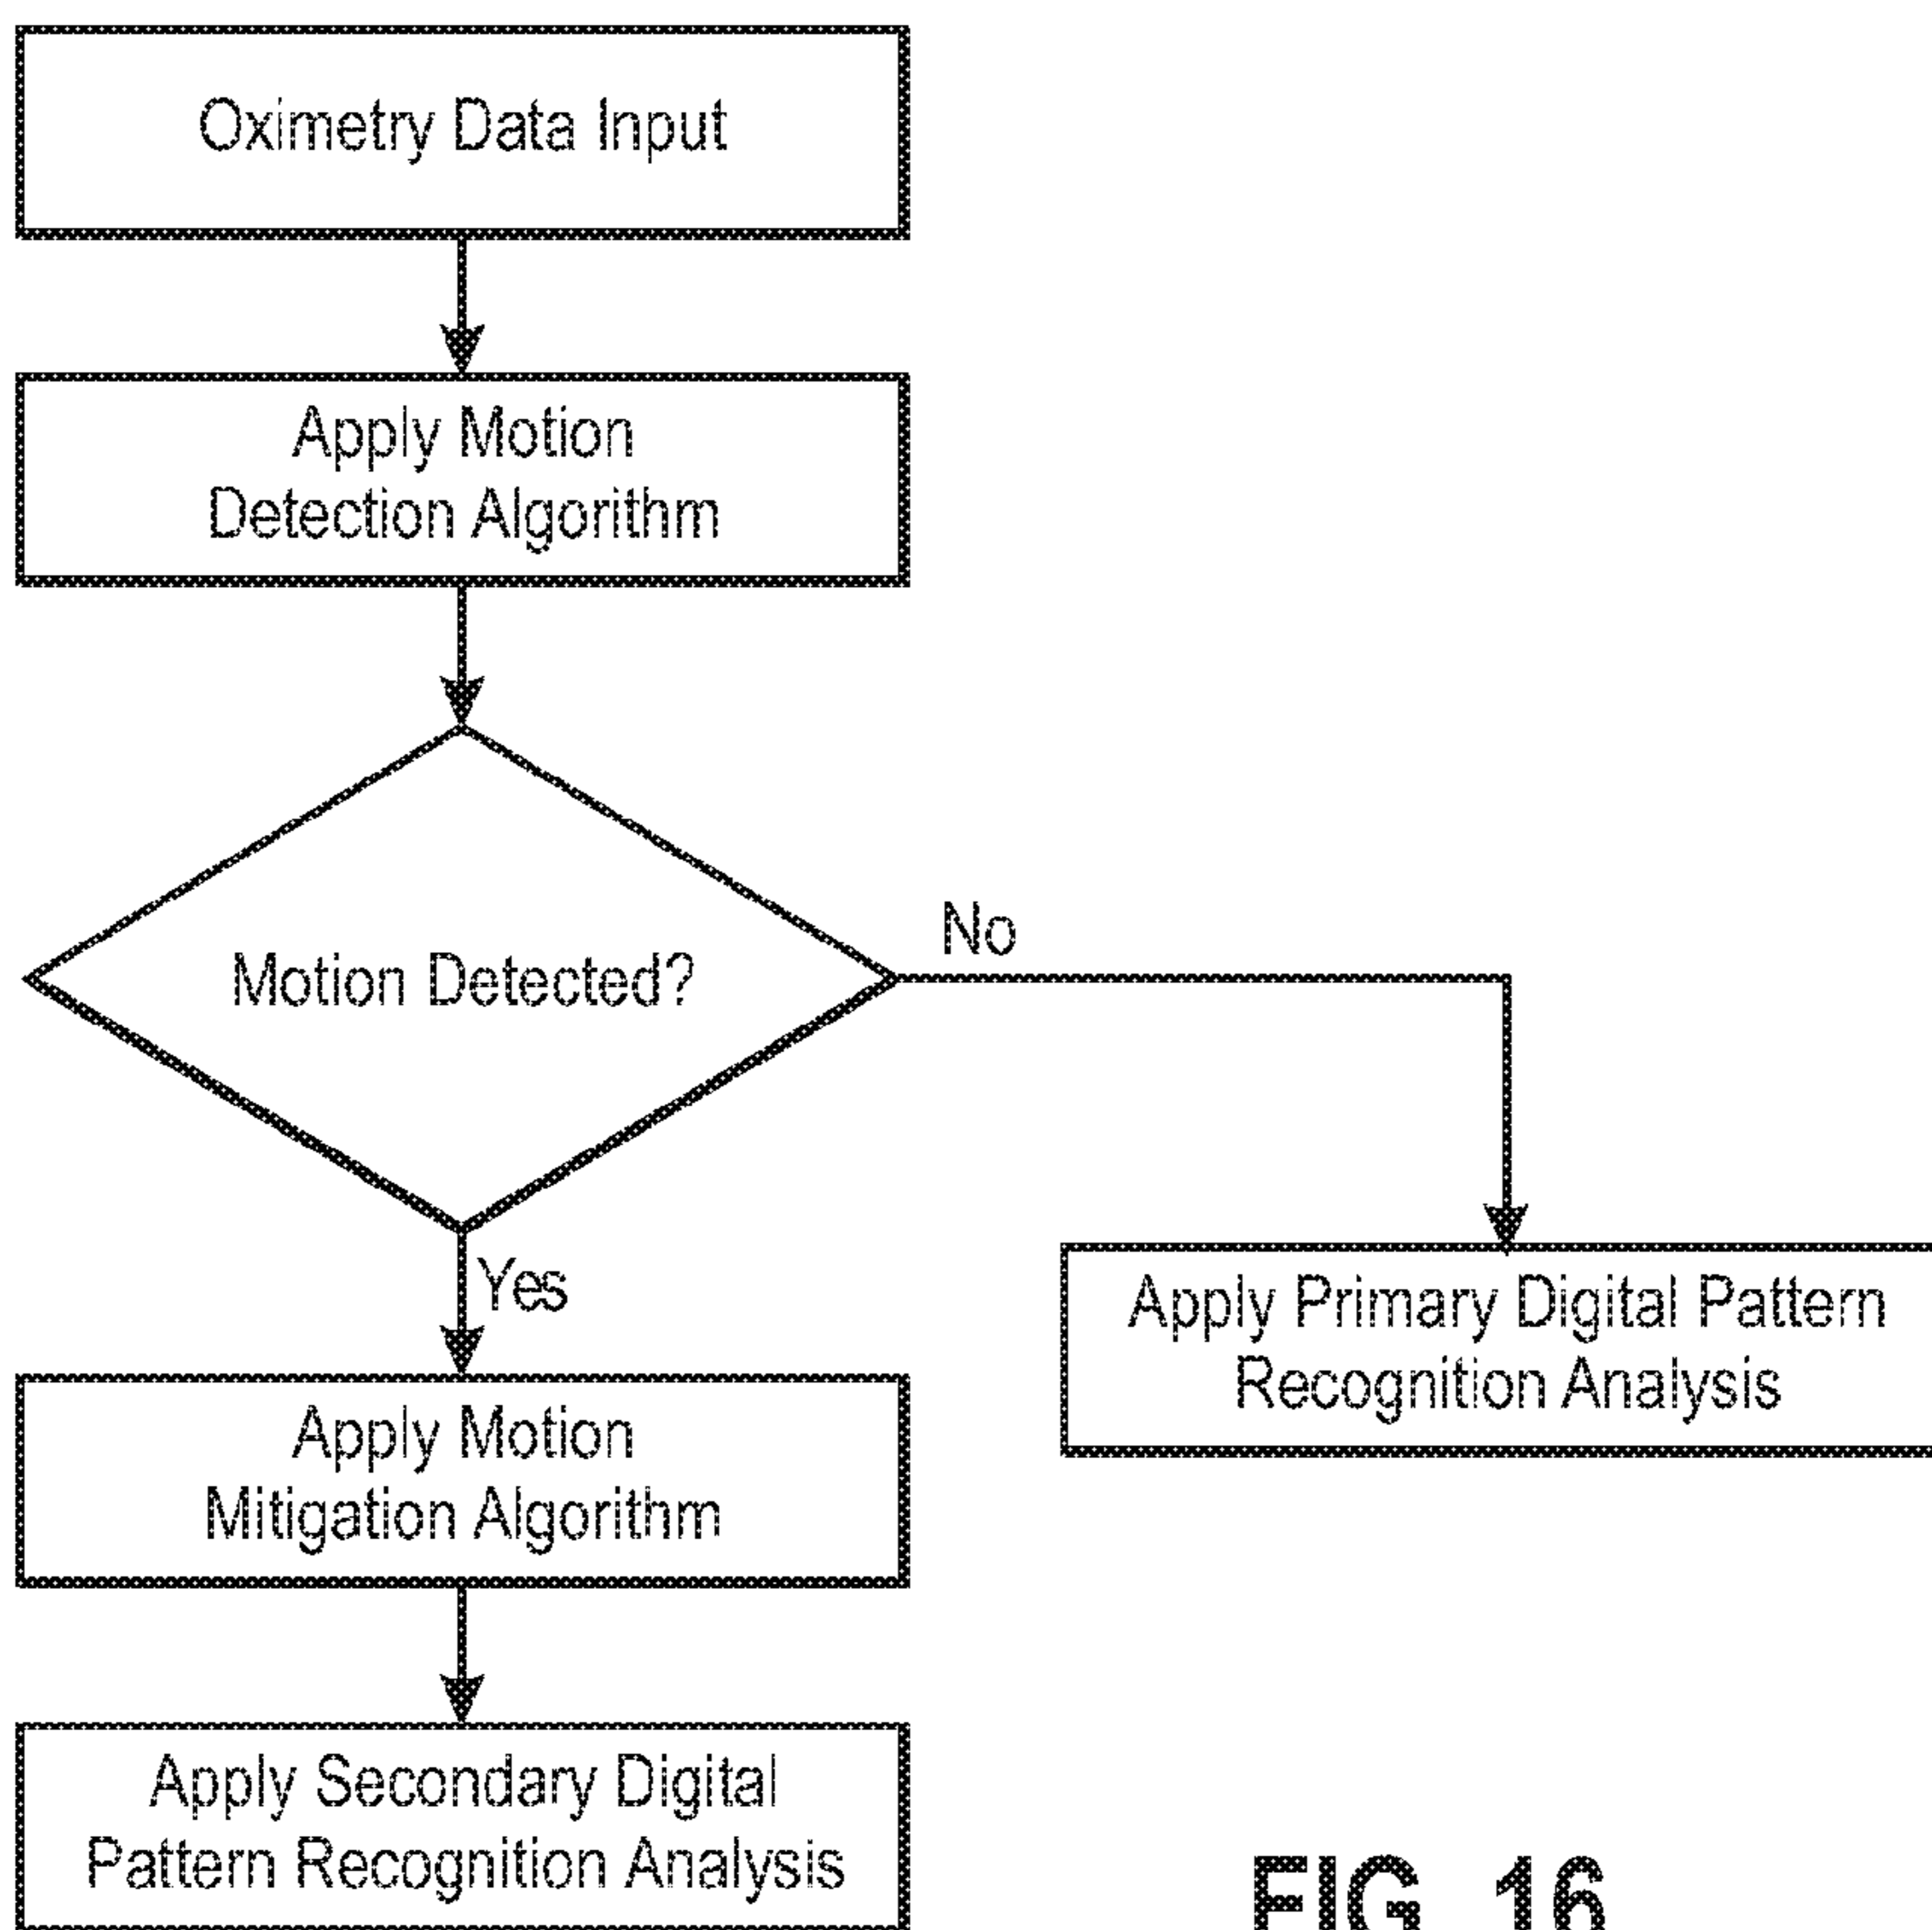 Oximetry Data Input
Apply Motion
Detection Algorithm
Motion Detected?
No
Yes
Apply Primary Digital Pattern
Recognition Analysis
Apply Motion
Mitigation Algorithm
Apply Secondary Digital
Pattern Recognition Analysis
FIG. 16